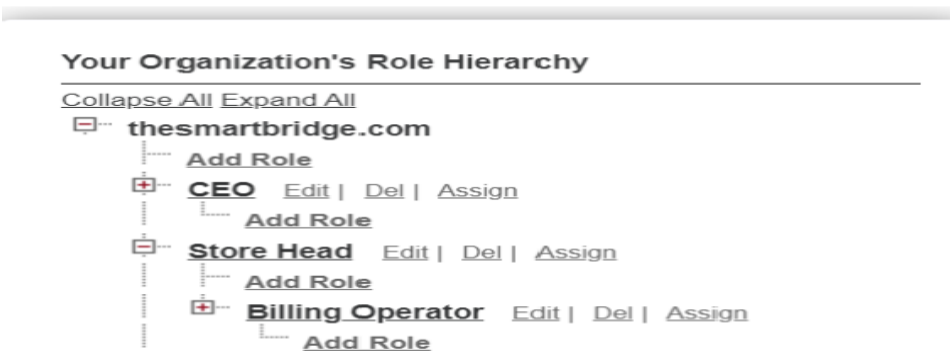 Your Organization's Role Hierarchy
Collapse All Expand All
thesmartbridge.com
Add Role
CEO Edit | Del | Assign
Add Role
Store Head Edit | Del | Assign
Add Role
Billing Operator Edit | Del | Assign
Add Role